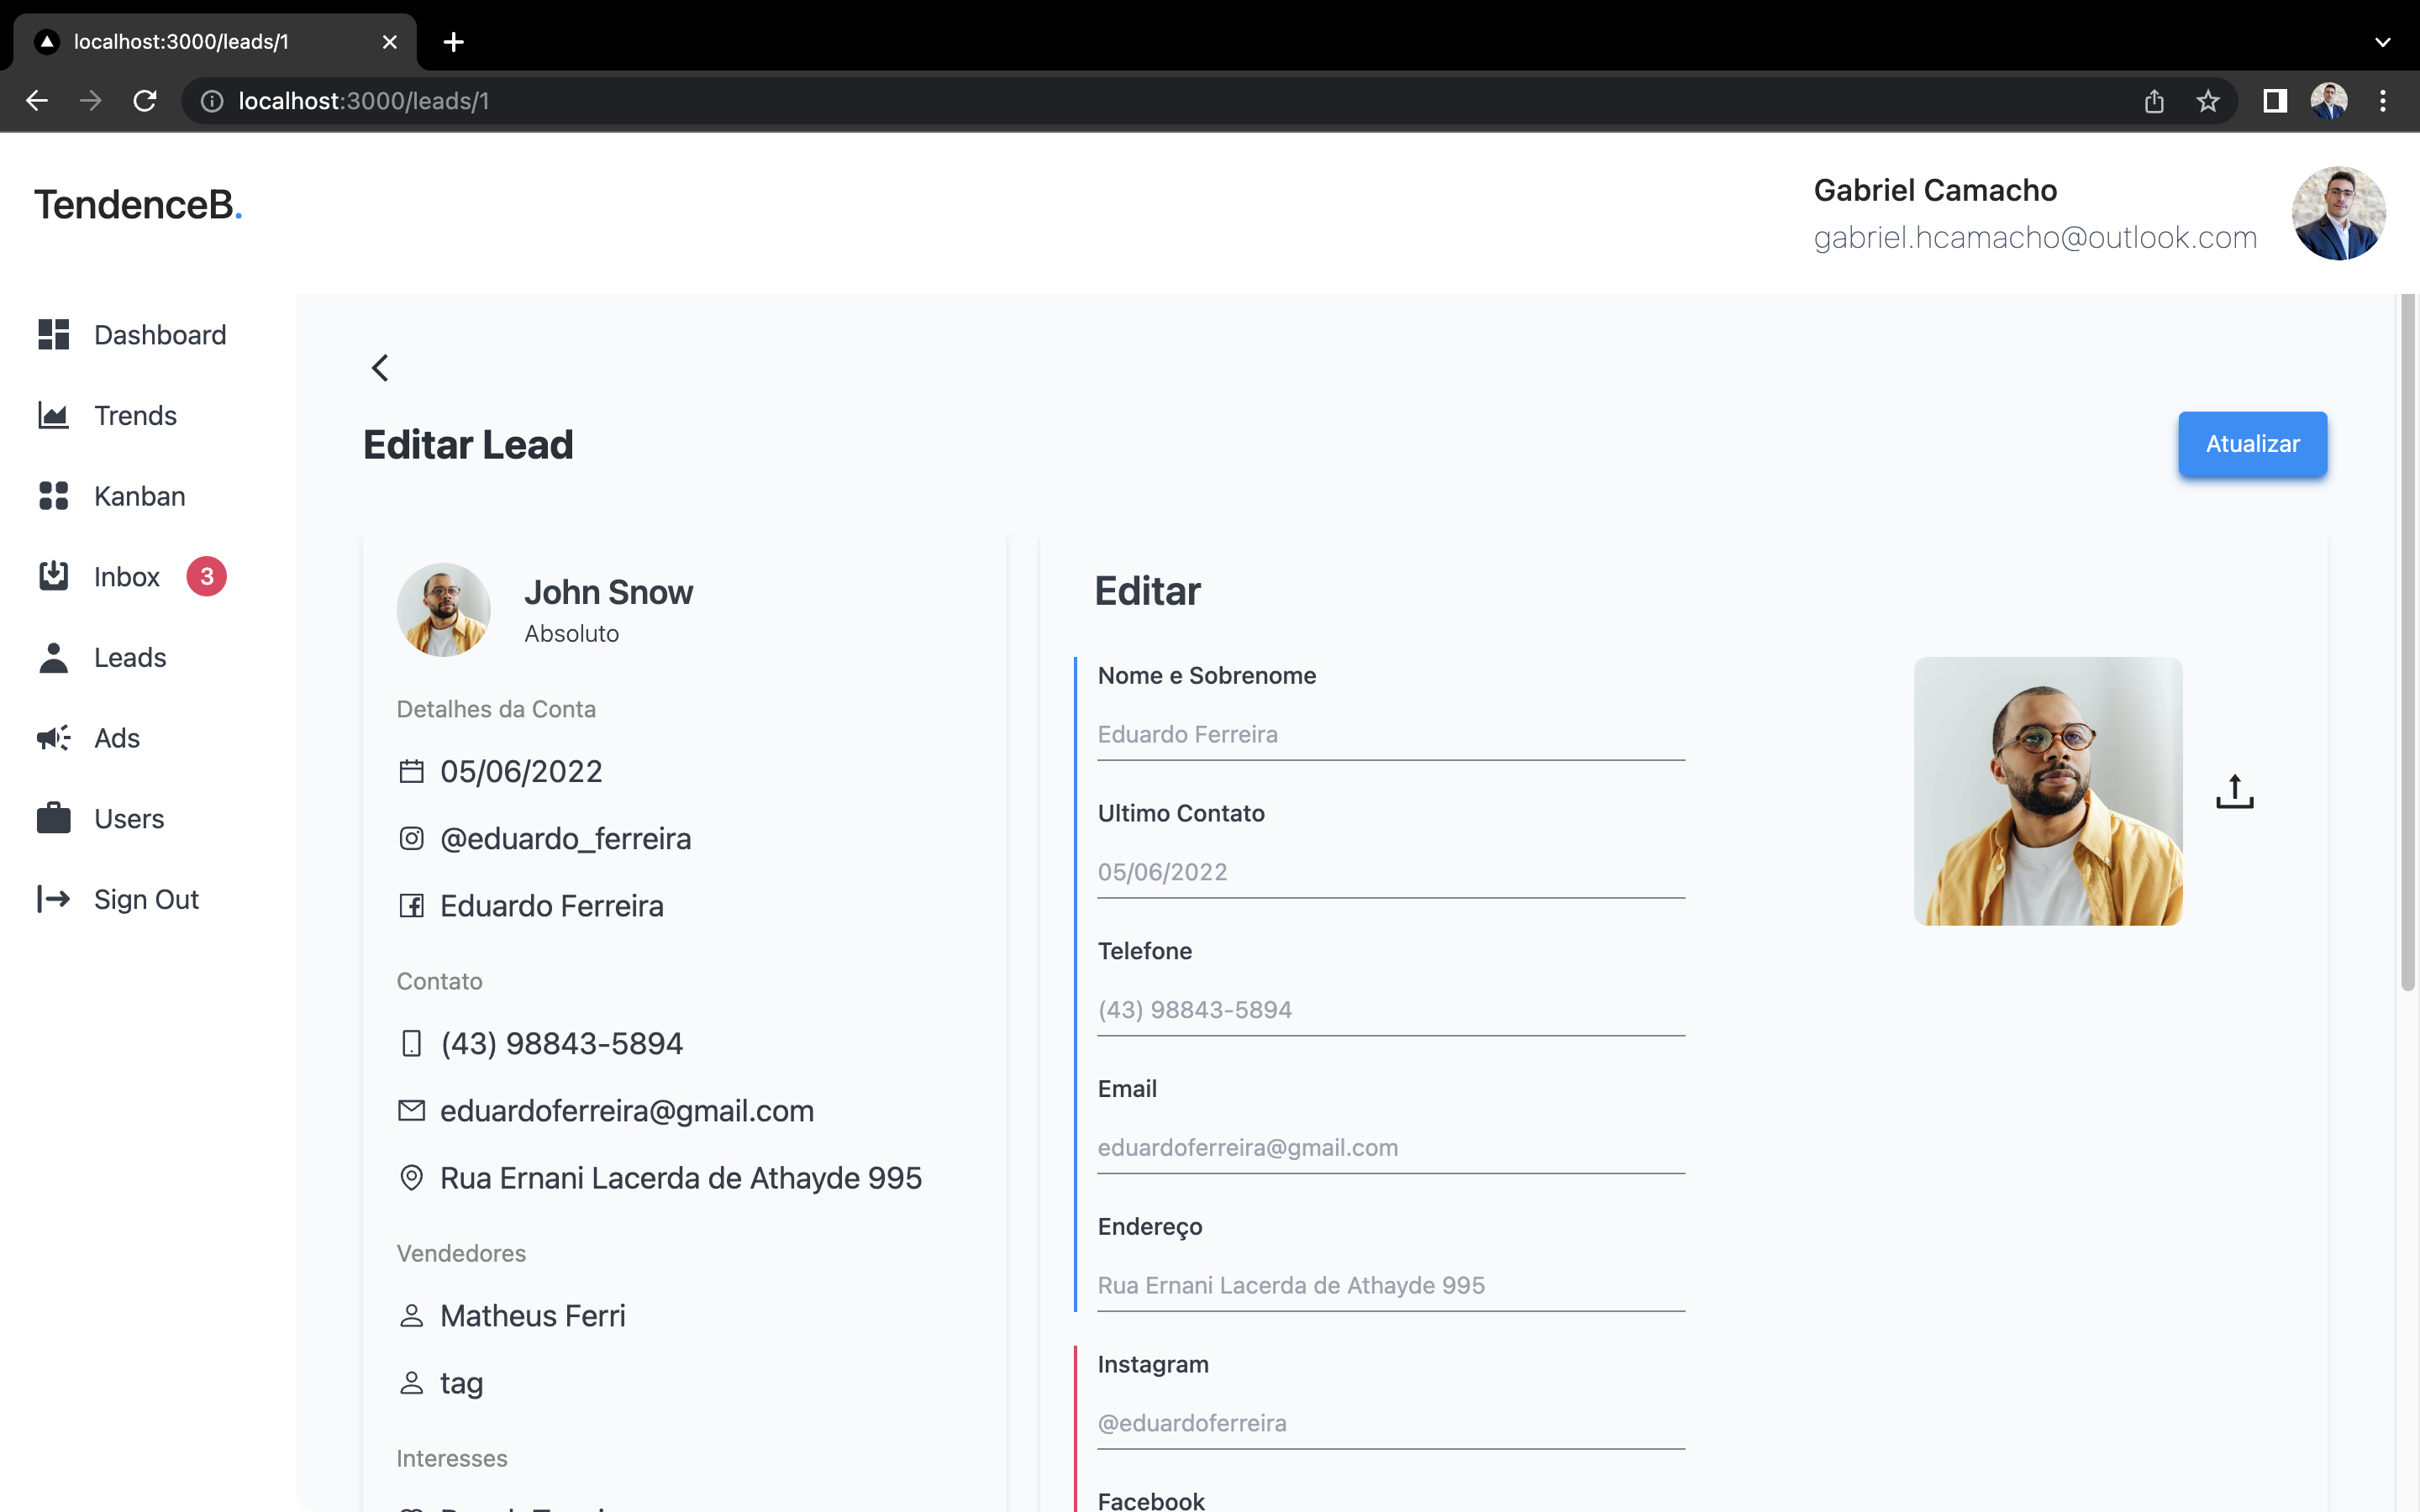 localhost:3000/leads/1
localhost:3000/leads/1
TendenceB.
Gabriel Camacho
gabriel.hcamacho@outlook.com
Dashboard
Trends
Kanban
Inbox 3
Leads
Ads
Users
Sign Out
Editar Lead
Atualizar
John Snow
Absoluto
Detalhes da Conta
05/06/2022
@eduardo_ferreira
Eduardo Ferreira
Contato
(43) 98843-5894
eduardoferreira@gmail.com
Rua Ernani Lacerda de Athayde 995
Vendedores
Matheus Ferri
tag
Interesses
Editar
Nome e Sobrenome
Eduardo Ferreira
Ultimo Contato
05/06/2022
Telefone
(43) 98843-5894
Email
eduardoferreira@gmail.com
Endereço
Rua Ernani Lacerda de Athayde 995
Instagram
@eduardoferreira
Facebook